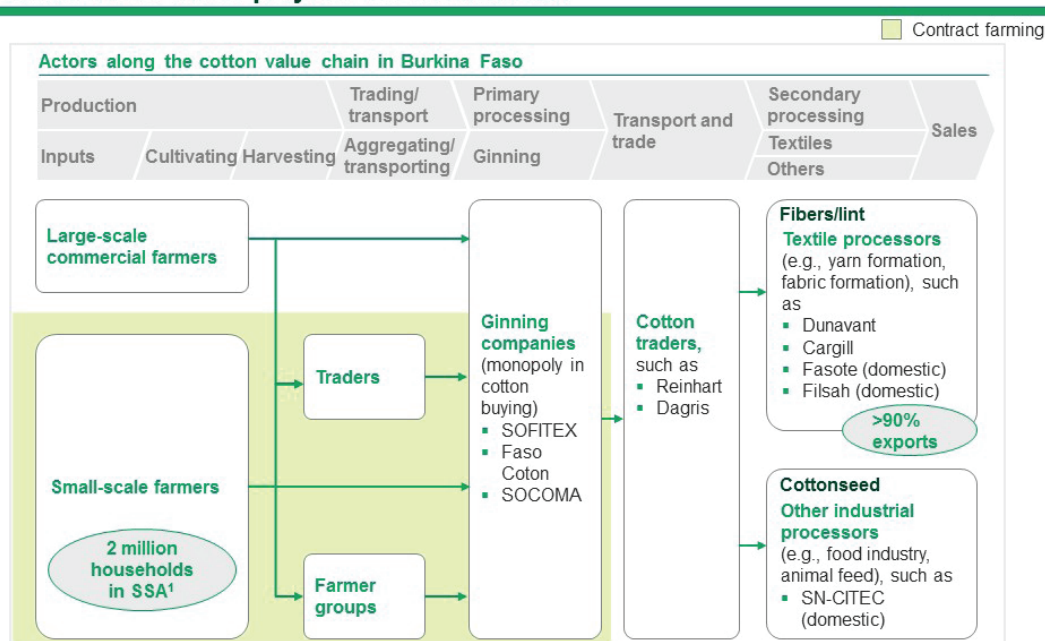 Contract farming
Actors along the cotton value chain in Burkina Faso
Production
Trading/
transport
Primary
processing
Transport and
trade
Secondary
processing
Sales
Inputs
Cultivating
Harvesting
Aggregating/
transporting
Ginning
Textiles
Others
Large-scale
commercial farmers
Small-scale farmers
2 million
households
in SSA¹
Traders
Farmer
groups
Ginning
companies
(monopoly in
cotton
buying)
▪ SOFITEX
▪ Faso
Coton
▪ SOCOMA
Cotton
traders,
such as
▪ Reinhart
▪ Dagris
Fibers/lint
Textile processors
(e.g., yarn formation,
fabric formation), such
as
▪ Dunavant
▪ Cargill
▪ Fasote (domestic)
▪ Filsah (domestic)
>90%
exports
Cottonseed
Other industrial
processors
(e.g., food industry,
animal feed), such as
▪ SN-CITEC
(domestic)